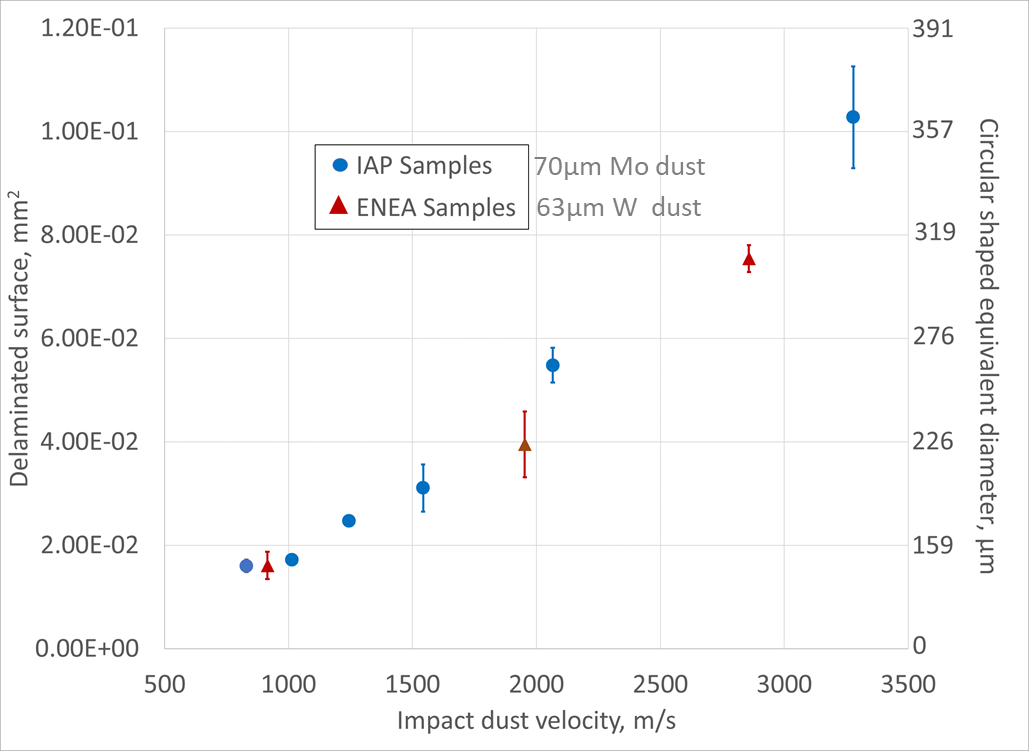 1.20E-01
1.00E-01
8.00E-02
6.00E-02
4.00E-02
2.00E-02
0.00E+00
Delaminated surface, mm²
IAP Samples 70µm Mo dust
ENEA Samples 63µm W dust
391
357
319
276
226
159
0
Circular shaped equivalent diameter, µm
500 1000 1500 2000 2500 3000 3500
Impact dust velocity, m/s